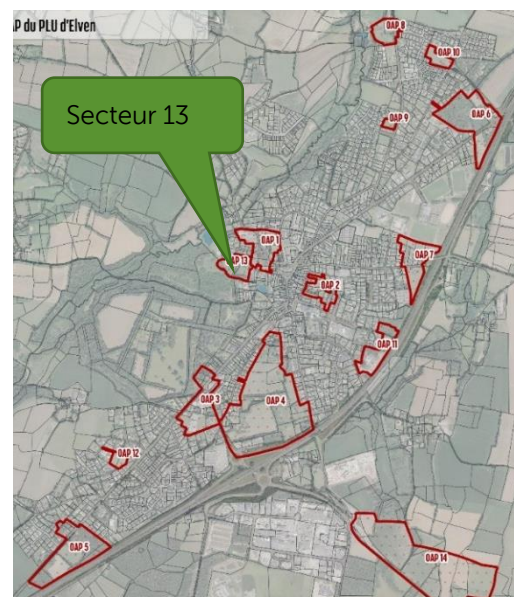 AP du PLU d'Elven
OAP 8
OAP 10
Secteur 13
OAP 6
OAP 9
OAP 1
OAP 13
OAP 7
OAP 2
OAP 11
OAP 3
OAP 4
OAP 12
OAP 5
OAP 14